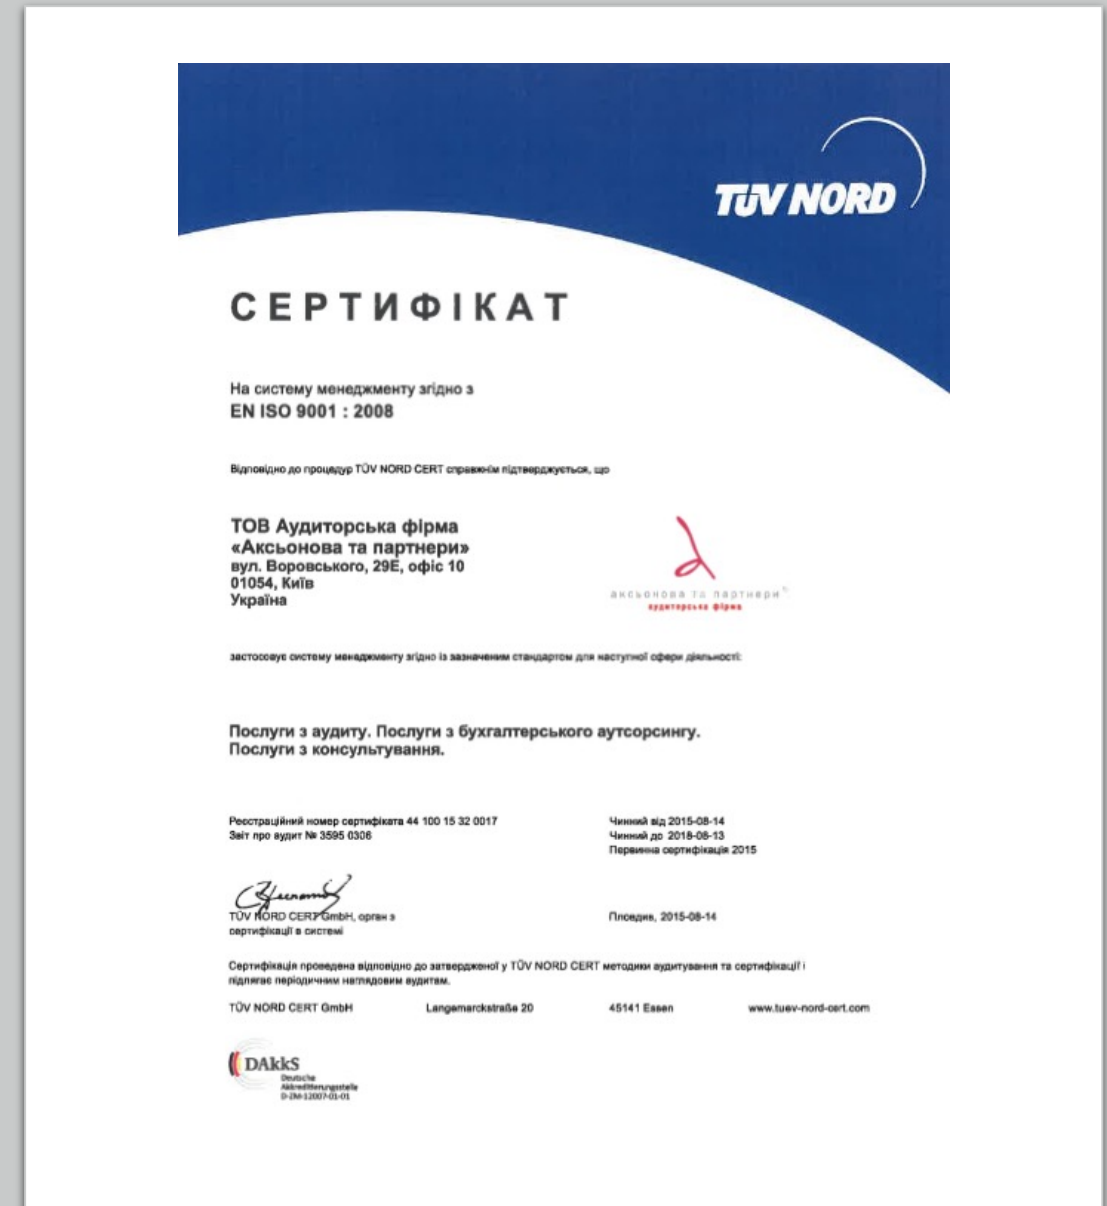 TÜV NORD
СЕРТИФІКАТ
На систему менеджменту згідно з
EN ISO 9001 : 2008
Відповідно до процедур TÜV NORD CERT справжнім підтверджується, що
ТОВ Аудиторська фірма
«Аксьонова та партнери»
вул. Воровського, 29Е, офіс 10
01054, Київ
Україна
аксьонова та партнери®
аудиторська фірма
застосовує систему менеджменту згідно із зазначеним стандартом для наступної сфери діяльності:
Послуги з аудиту. Послуги з бухгалтерського аутсорсингу.
Послуги з консультування.
Реєстраційний номер сертифіката 44 100 15 32 0017
Звіт про аудит № 3595 0306
Чинний від 2015-08-14
Чинний до 2018-08-13
Первинна сертифікація 2015
TÜV NORD CERT GmbH, орган з
сертифікації в системі
Пловдив, 2015-08-14
Сертифікація проведена відповідно до затвердженої у TÜV NORD CERT методики аудитування та сертифікації і
підлягає періодичним наглядовим аудитам.
TÜV NORD CERT GmbH Langemarckstraße 20 45141 Essen www.tuev-nord-cert.com
DAkkS
Deutsche
Akkreditierungsstelle
D-ZM-12007-01-01